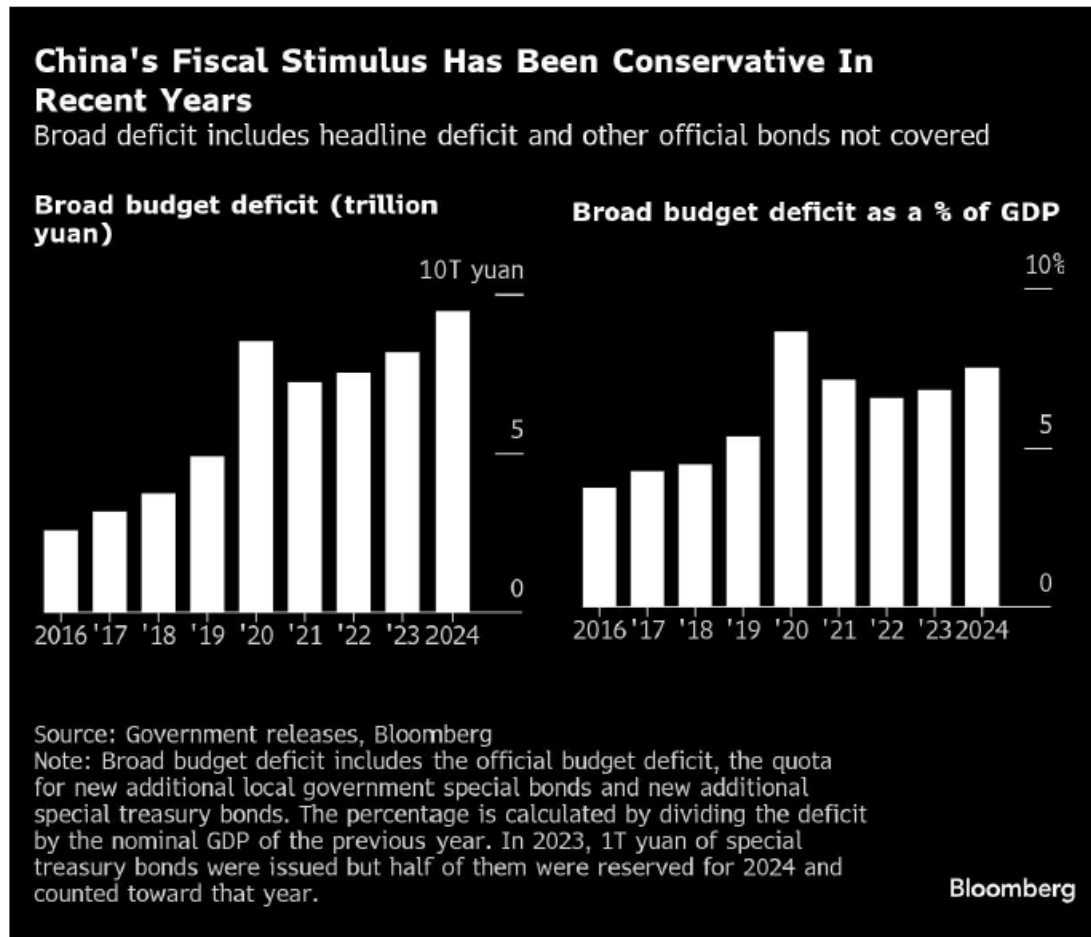 China's Fiscal Stimulus Has Been Conservative In
Recent Years
Broad deficit includes headline deficit and other official bonds not covered
Broad budget deficit (trillion
yuan)
10T yuan
5
0
2016 '17 '18 '19 '20 '21 '22 '23 2024
Broad budget deficit as a % of GDP
10%
5
0
2016 '17 '18 '19 '20 '21 '22 '23 2024
Source: Government releases, Bloomberg
Note: Broad budget deficit includes the official budget deficit, the quota
for new additional local government special bonds and new additional
special treasury bonds. The percentage is calculated by dividing the deficit
by the nominal GDP of the previous year. In 2023, 1T yuan of special
treasury bonds were issued but half of them were reserved for 2024 and
counted toward that year.
Bloomberg